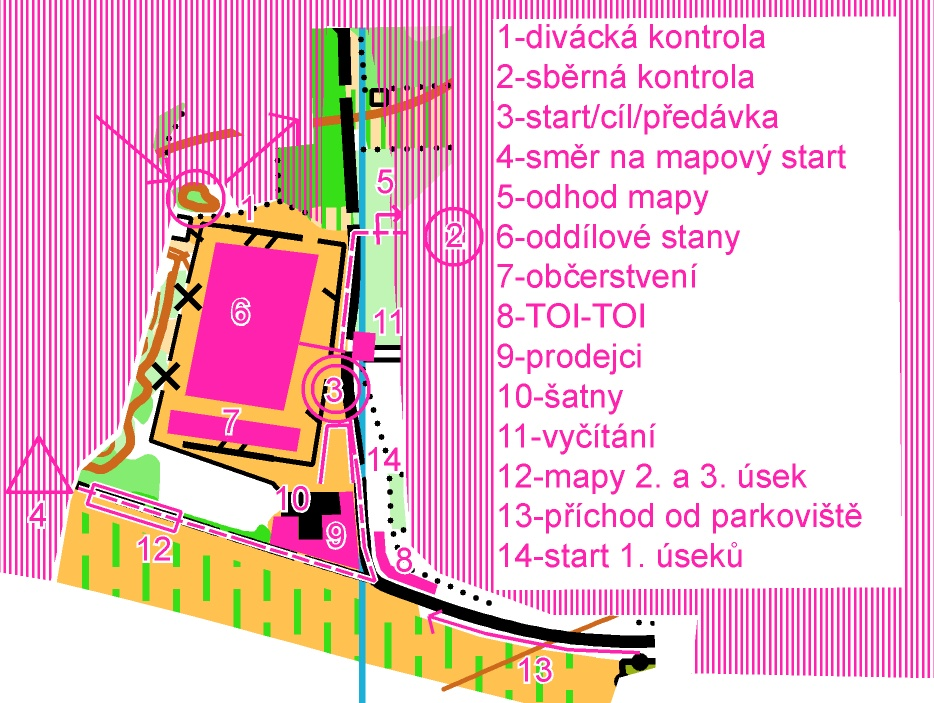 1-divácká kontrola
2-sběrná kontrola
3-start/cíl/předávka
4-směr na mapový start
5-odhod mapy
6-oddílové stany
7-občerstvení
8-TOI-TOI
9-prodejci
10-šatny
11-vyčítání
12-mapy 2. a 3. úsek
13-příchod od parkoviště
14-start 1. úseků
5
1
2
6
11
3
7
14
10
4
9
12
8
13